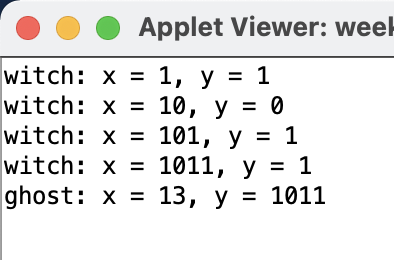 Applet Viewer: week
witch: x = 1, y = 1
witch: x = 10, y = 0
witch: x = 101, y = 1
witch: x = 1011, y = 1
ghost: x = 13, y = 1011